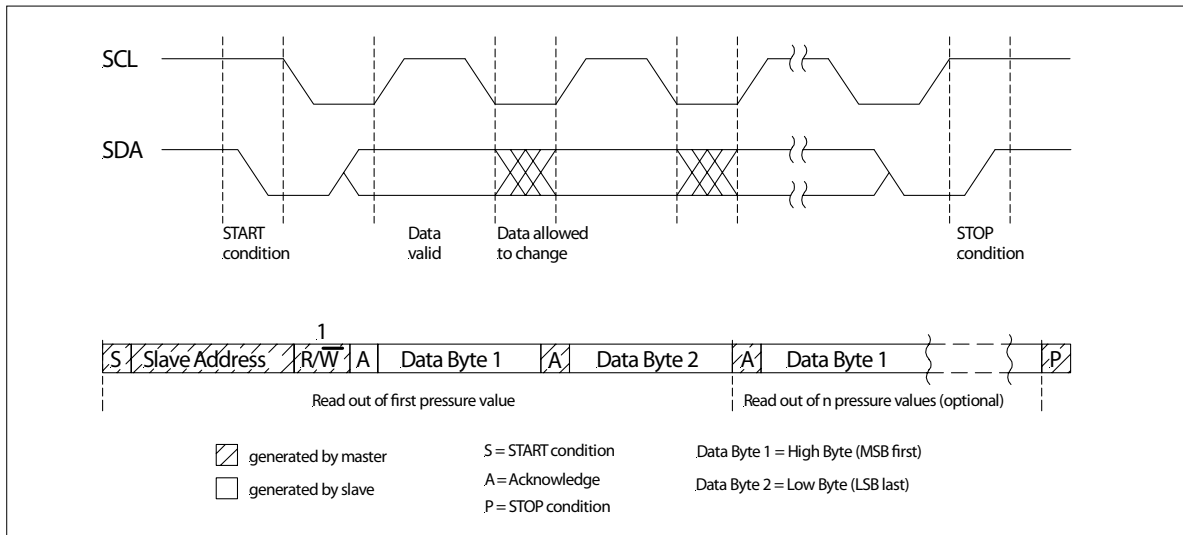 SCL
SDA
START
condition
Data
valid
Data allowed
to change
STOP
condition
1
S Slave Address R/W̅ A Data Byte 1 A Data Byte 2 A Data Byte 1 P
Read out of first pressure value
Read out of n pressure values (optional)
generated by master
generated by slave
S = START condition
A = Acknowledge
P = STOP condition
Data Byte 1 = High Byte (MSB first)
Data Byte 2 = Low Byte (LSB last)